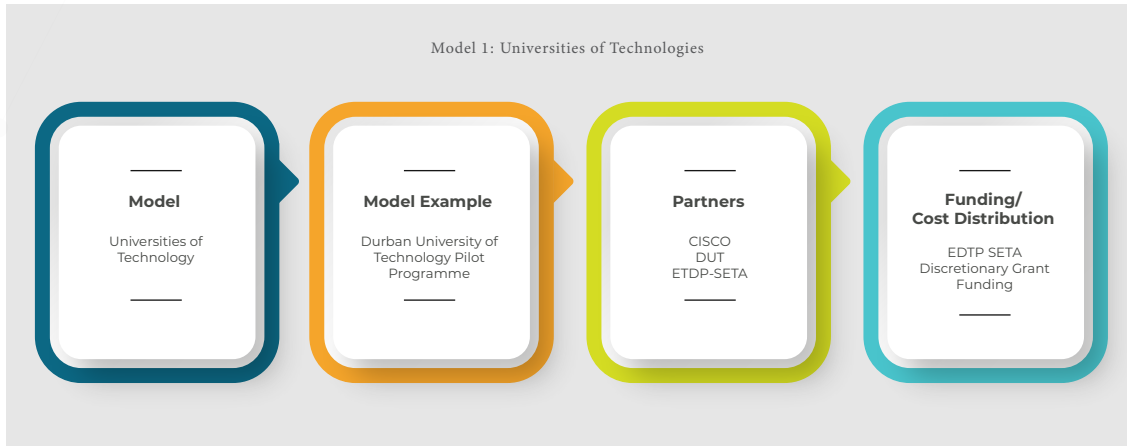 Model 1: Universities of Technologies
Model
Universities of
Technology
Model Example
Durban University of
Technology Pilot
Programme
Partners
CISCO
DUT
ETDP-SETA
Funding/
Cost Distribution
EDTP SETA
Discretionary Grant
Funding